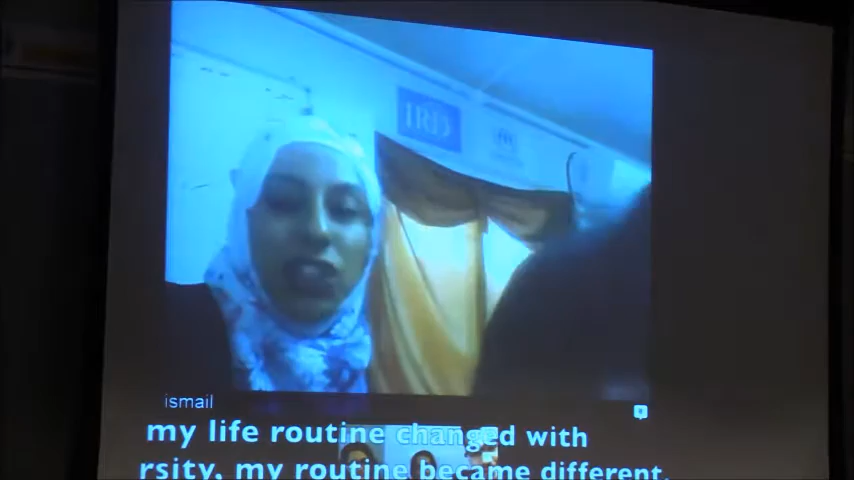 IRD
ismail
my life routine changed with
rsity, my routine became different.